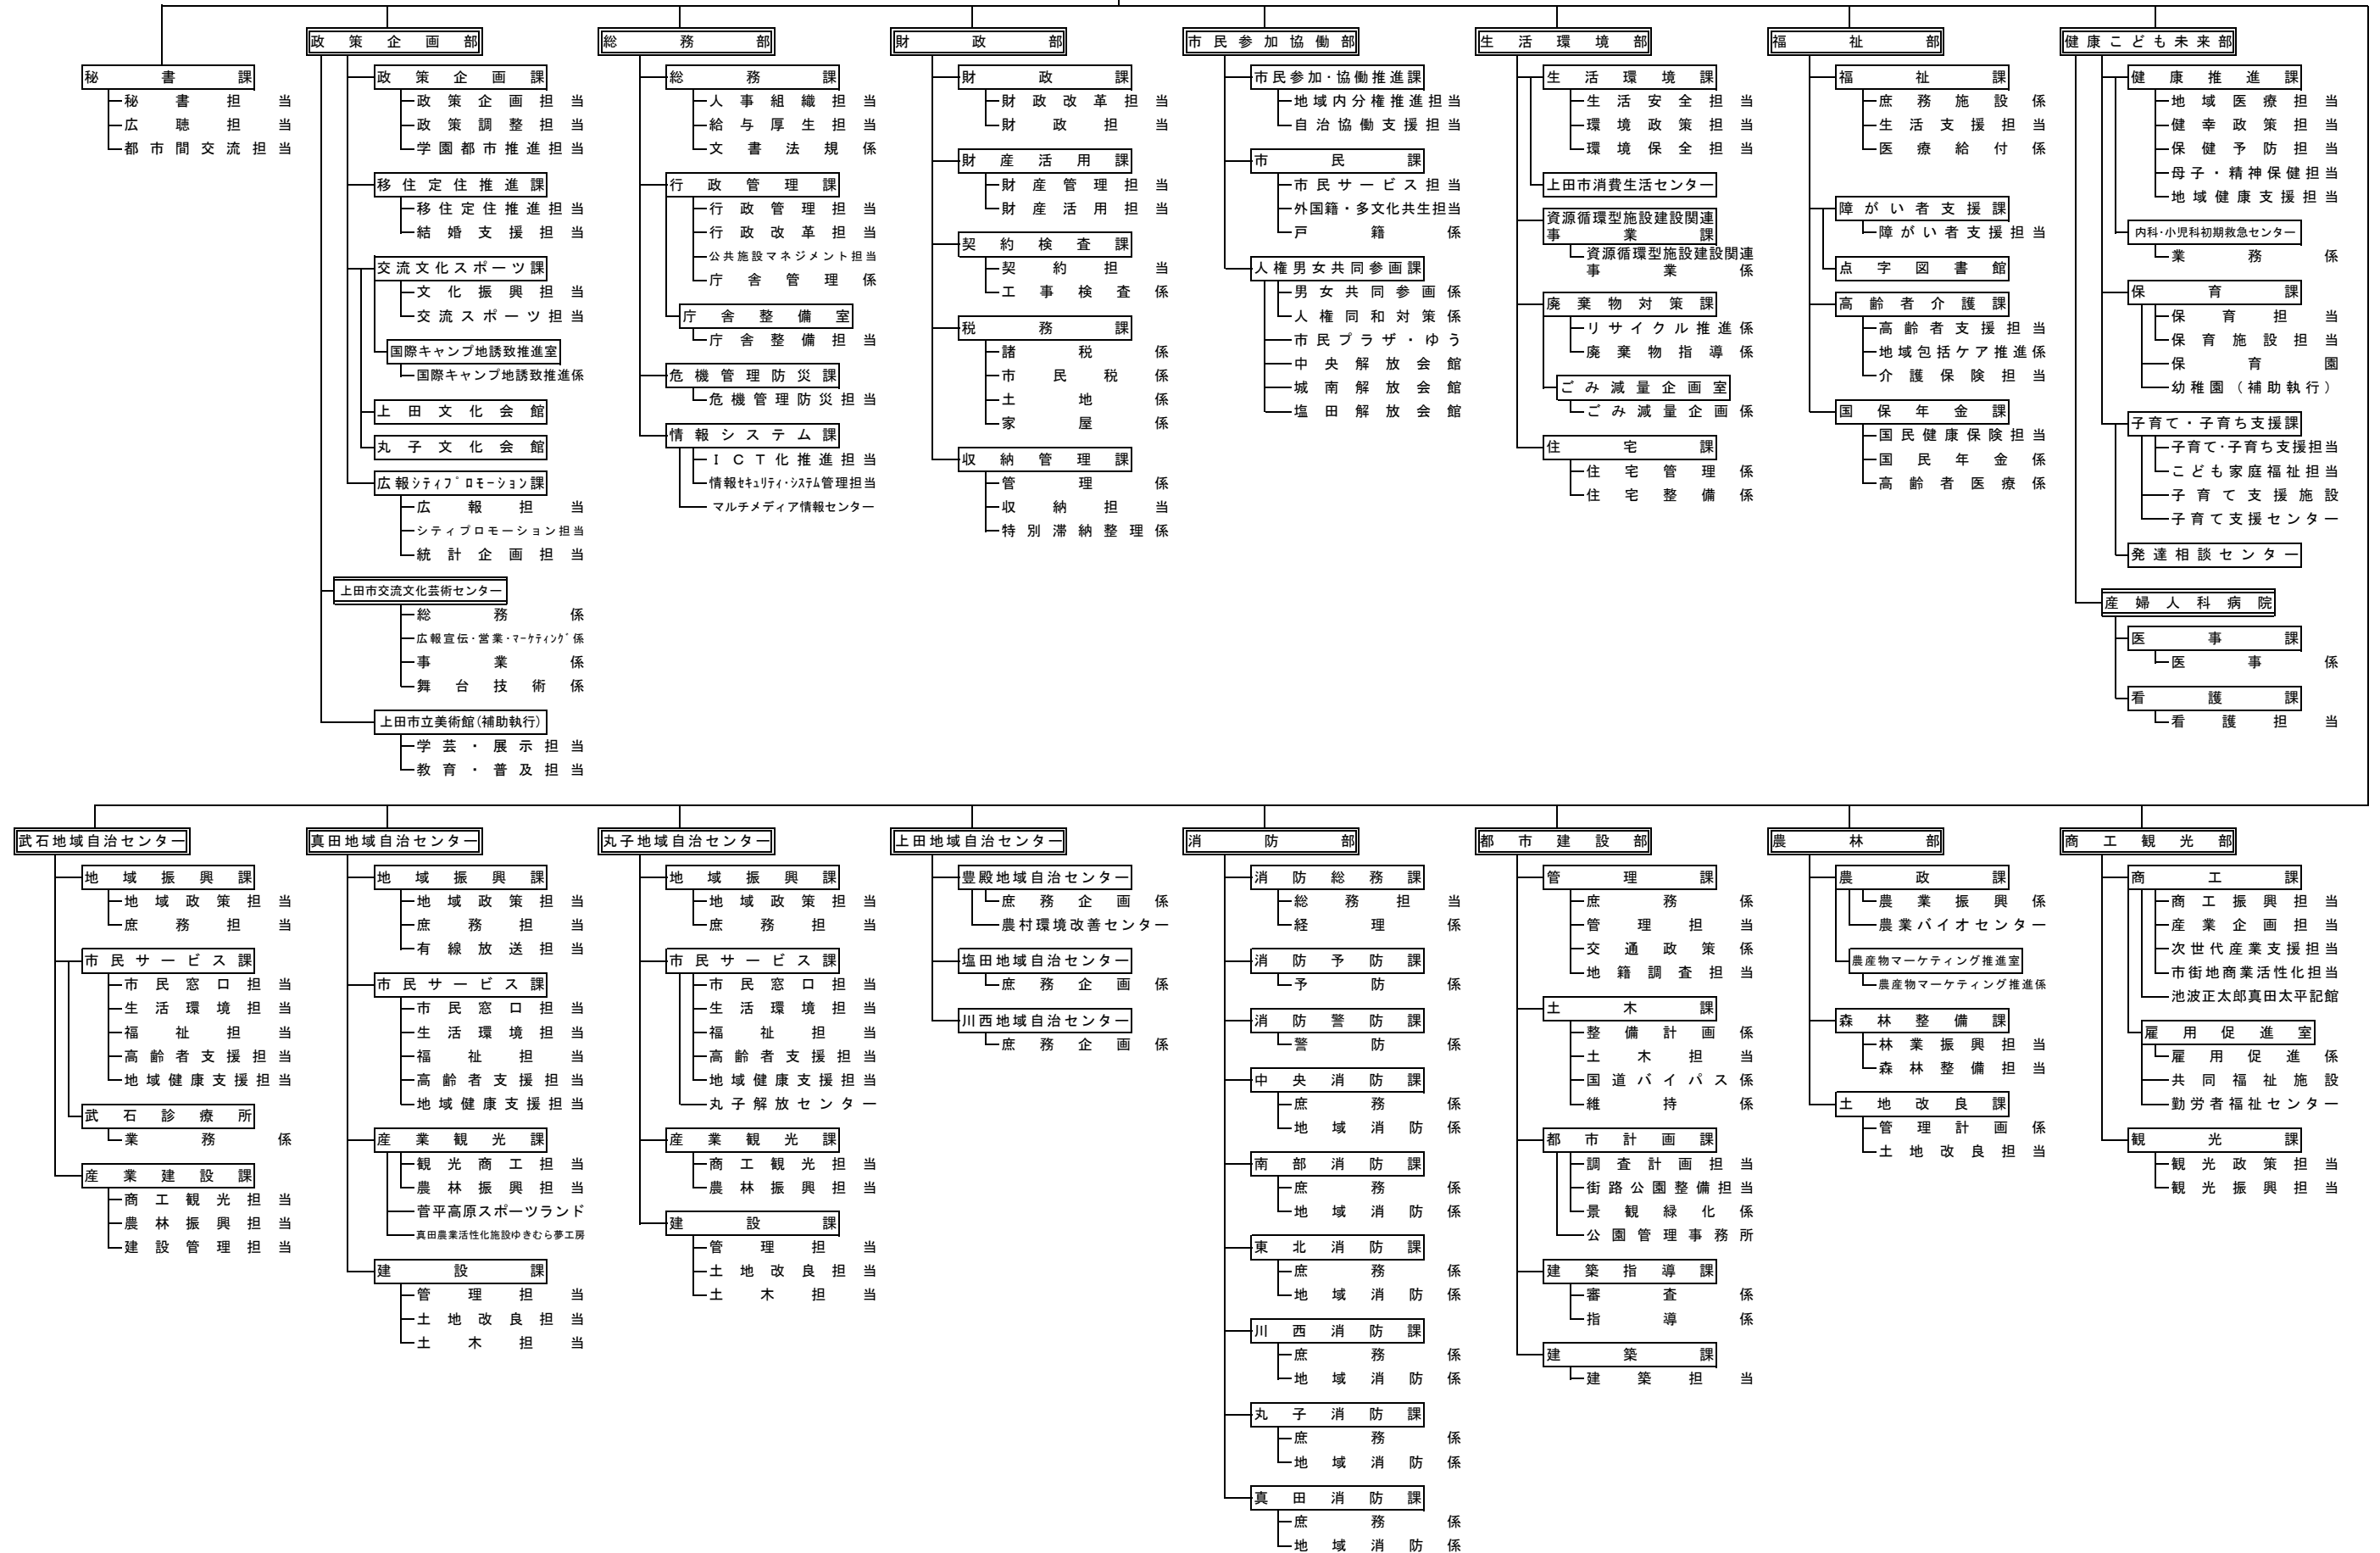 秘書課
秘書担当
広聴担当
都市間交流担当
政策企画部
政策企画課
政策企画担当
政策調整担当
学園都市推進担当
移住定住推進課
移住定住推進担当
結婚支援担当
交流文化スポーツ課
文化振興担当
交流スポーツ担当
国際キャンプ地誘致推進室
国際キャンプ地誘致推進係
上田文化会館
丸子文化会館
広報ｼﾃｨﾌﾟﾛﾓｰｼｮﾝ課
広報担当
シティプロモーション担当
統計企画担当
上田市交流文化芸術センター
総務係
広報宣伝･営業･ﾏｰｹﾃｨﾝｸﾞ係
事業係
舞台技術係
上田市立美術館(補助執行)
学芸・展示担当
教育・普及担当
総務部
総務課
人事組織担当
給与厚生担当
文書法規係
行政管理課
行政管理担当
行政改革担当
公共施設マネジメント担当
庁舎管理係
庁舎整備室
庁舎整備担当
危機管理防災課
危機管理防災担当
情報システム課
ＩＣＴ化推進担当
情報ｾｷｭﾘﾃｨ･ｼｽﾃﾑ管理担当
マルチメディア情報センター
財政部
財政課
財政改革担当
財政担当
財産活用課
財産管理担当
財産活用担当
契約検査課
契約担当
工事検査係
税務課
諸税係
市民税係
土地係
家屋係
収納管理課
管理係
収納担当
特別滞納整理係
市民参加協働部
市民参加･協働推進課
地域内分権推進担当
自治協働支援担当
市民課
市民サービス担当
外国籍・多文化共生担当
戸籍係
人権男女共同参画課
男女共同参画係
人権同和対策係
市民プラザ・ゆう
中央解放会館
城南解放会館
塩田解放会館
生活環境部
生活環境課
生活安全担当
環境政策担当
環境保全担当
上田市消費生活センター
資源循環型施設建設関連
事業課
資源循環型施設建設関連
事業係
廃棄物対策課
リサイクル推進係
廃棄物指導係
ごみ減量企画室
ごみ減量企画係
住宅課
住宅管理係
住宅整備係
福祉部
福祉課
庶務施設係
生活支援担当
医療給付係
障がい者支援課
障がい者支援担当
点字図書館
高齢者介護課
高齢者支援担当
地域包括ケア推進係
介護保険担当
国保年金課
国民健康保険担当
国民年金係
高齢者医療係
健康こども未来部
健康推進課
地域医療担当
健幸政策担当
保健予防担当
母子・精神保健担当
地域健康支援担当
内科･小児科初期救急センター
業務係
保育課
保育担当
保育施設担当
保育園
幼稚園（補助執行）
子育て・子育ち支援課
子育て･子育ち支援担当
こども家庭福祉担当
子育て支援施設
子育て支援センター
発達相談センター
産婦人科病院
医事課
医事係
看護課
看護担当
武石地域自治センター
地域振興課
地域政策担当
庶務担当
市民サービス課
市民窓口担当
生活環境担当
福祉担当
高齢者支援担当
地域健康支援担当
武石診療所
業務係
産業建設課
商工観光担当
農林振興担当
建設管理担当
真田地域自治センター
地域振興課
地域政策担当
庶務担当
有線放送担当
市民サービス課
市民窓口担当
生活環境担当
福祉担当
高齢者支援担当
地域健康支援担当
産業観光課
観光商工担当
農林振興担当
菅平高原スポーツランド
真田農業活性化施設ゆきむら夢工房
建設課
管理担当
土地改良担当
土木担当
丸子地域自治センター
地域振興課
地域政策担当
庶務担当
市民サービス課
市民窓口担当
生活環境担当
福祉担当
高齢者支援担当
地域健康支援担当
丸子解放センター
産業観光課
商工観光担当
農林振興担当
建設課
管理担当
土地改良担当
土木担当
上田地域自治センター
豊殿地域自治センター
庶務企画係
農村環境改善センター
塩田地域自治センター
庶務企画係
川西地域自治センター
庶務企画係
消防部
消防総務課
総務担当
経理係
消防予防課
予防係
消防警防課
警防係
中央消防課
庶務係
地域消防係
南部消防課
庶務係
地域消防係
東北消防課
庶務係
地域消防係
川西消防課
庶務係
地域消防係
丸子消防課
庶務係
地域消防係
真田消防課
庶務係
地域消防係
都市建設部
管理課
庶務係
管理担当
交通政策係
地籍調査担当
土木課
整備計画係
土木担当
国道バイパス係
維持係
都市計画課
調査計画担当
街路公園整備担当
景観緑化係
公園管理事務所
建築指導課
審査係
指導係
建築課
建築担当
農林部
農政課
農業振興係
農業バイオセンター
農産物マーケティング推進室
農産物マーケティング推進係
森林整備課
林業振興担当
森林整備担当
土地改良課
管理計画係
土地改良担当
商工観光部
商工課
商工振興担当
産業企画担当
次世代産業支援担当
市街地商業活性化担当
池波正太郎真田太平記館
雇用促進室
雇用促進係
共同福祉施設
勤労者福祉センター
観光課
観光政策担当
観光振興担当